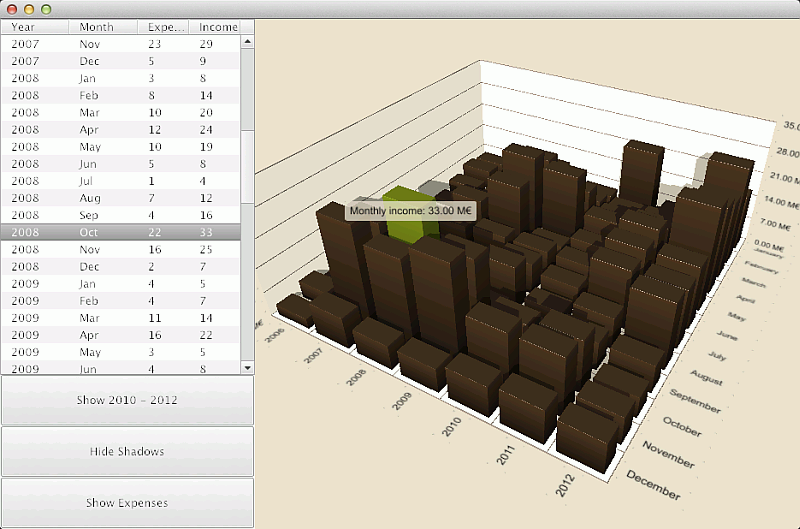 Year Month Expe... Income
2007 Nov 23 29
2007 Dec 5 9
2008 Jan 3 8
2008 Feb 8 14
2008 Mar 10 20
2008 Apr 12 24
2008 May 10 19
2008 Jun 5 8
2008 Jul 1 4
2008 Aug 7 12
2008 Sep 4 16
2008 Oct 22 33
2008 Nov 16 25
2008 Dec 2 7
2009 Jan 4 5
2009 Feb 4 7
2009 Mar 11 14
2009 Apr 16 22
2009 May 3 5
2009 Jun 4 8
Show 2010 - 2012
Hide Shadows
Show Expenses
Monthly income: 33.00 M€
35.0
28.00
21.00 M
14.00 M€
7.00 M€
0.00 M€
January
February
March
April
May
June
July
August
September
October
November
December
M€
2006
2007
2008
2009
2010
2011
2012